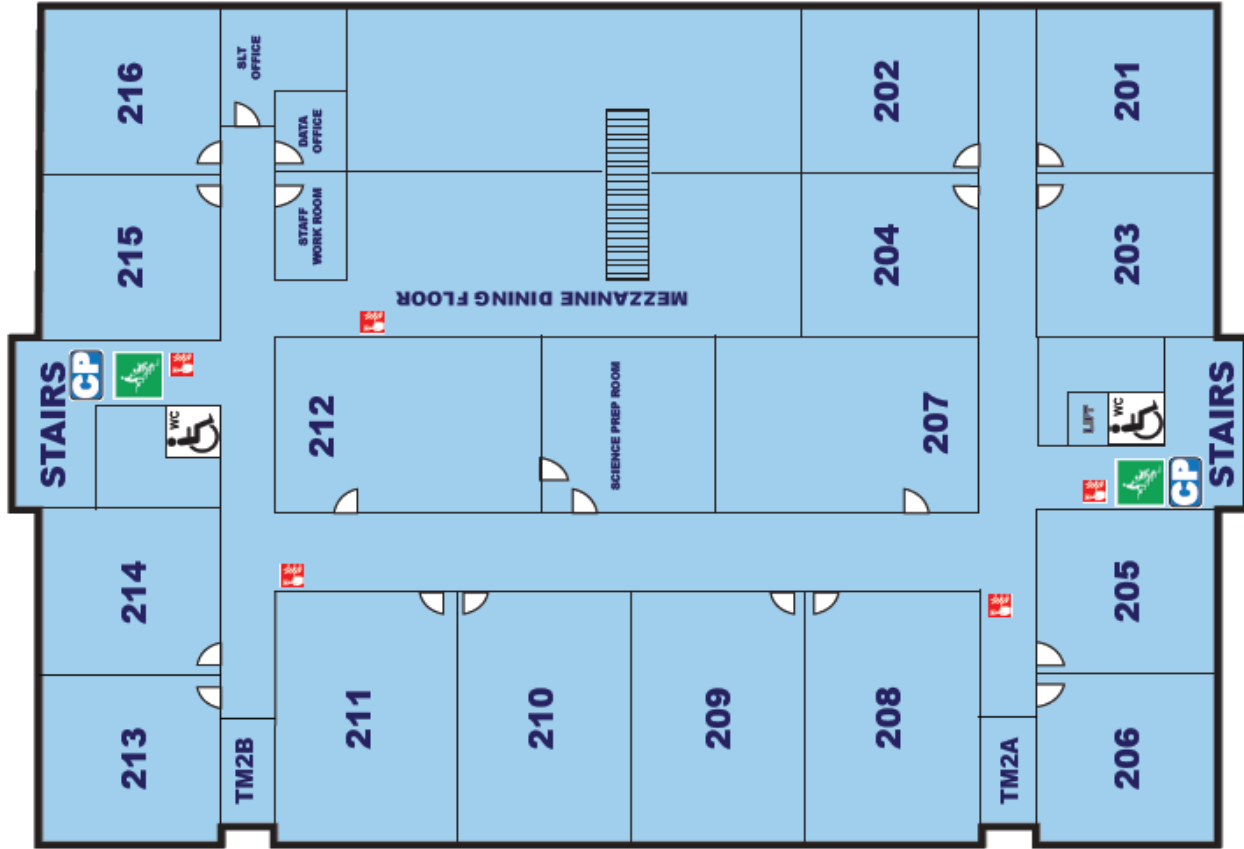 216
SLT
OFFICE
202
201
DATA
OFFICE
215
STAFF
WORK ROOM
204
203
MEZZANINE DINING FLOOR
STAIRS
CP
WC
212
SCIENCE PREP ROOM
207
LIFT
WC
CP
STAIRS
214
205
213
TM2B
211
210
209
208
TM2A
206